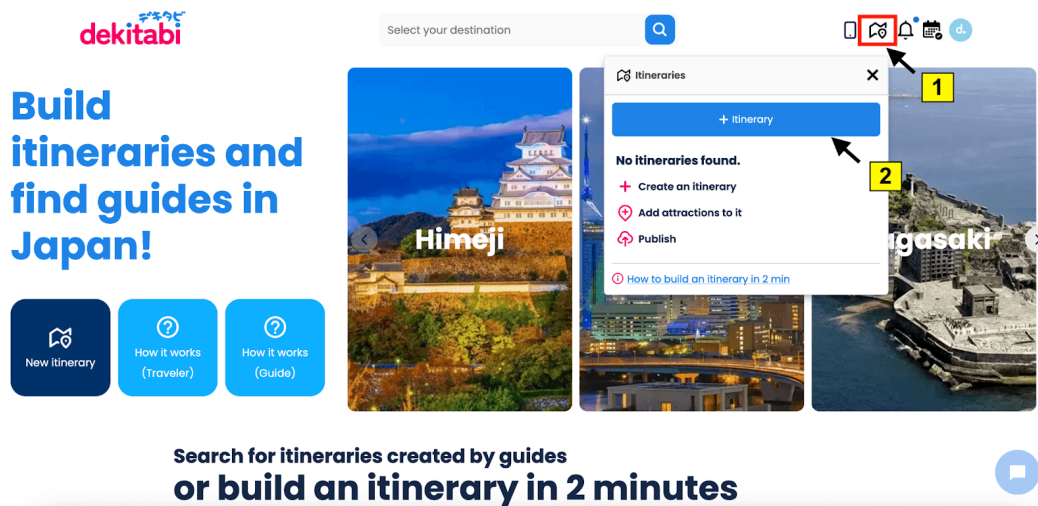 デキタビ
dekitabi
Select your destination
d.
1
Itineraries
+ Itinerary
2
No itineraries found.
Create an itinerary
Add attractions to it
Publish
How to build an itinerary in 2 min
Build
itineraries and
find guides in
Japan!
New itinerary
How it works
(Traveler)
How it works
(Guide)
Himeji
agasaki
Search for itineraries created by guides
or build an itinerary in 2 minutes